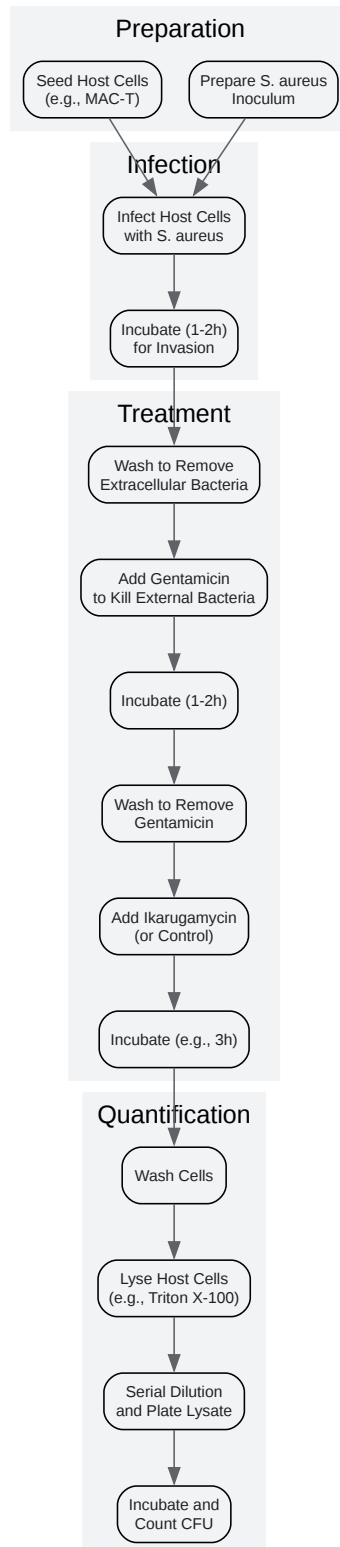 Preparation
Seed Host Cells
(e.g., MAC-T)
Prepare S. aureus
Inoculum
Infection
Infect Host Cells
with S. aureus
Incubate (1-2h)
for Invasion
Treatment
Wash to Remove
Extracellular Bacteria
Add Gentamicin
to Kill External Bacteria
Incubate (1-2h)
Wash to Remove
Gentamicin
Add Ikarugamycin
(or Control)
Incubate (e.g., 3h)
Quantification
Wash Cells
Lyse Host Cells
(e.g., Triton X-100)
Serial Dilution
and Plate Lysate
Incubate and
Count CFU